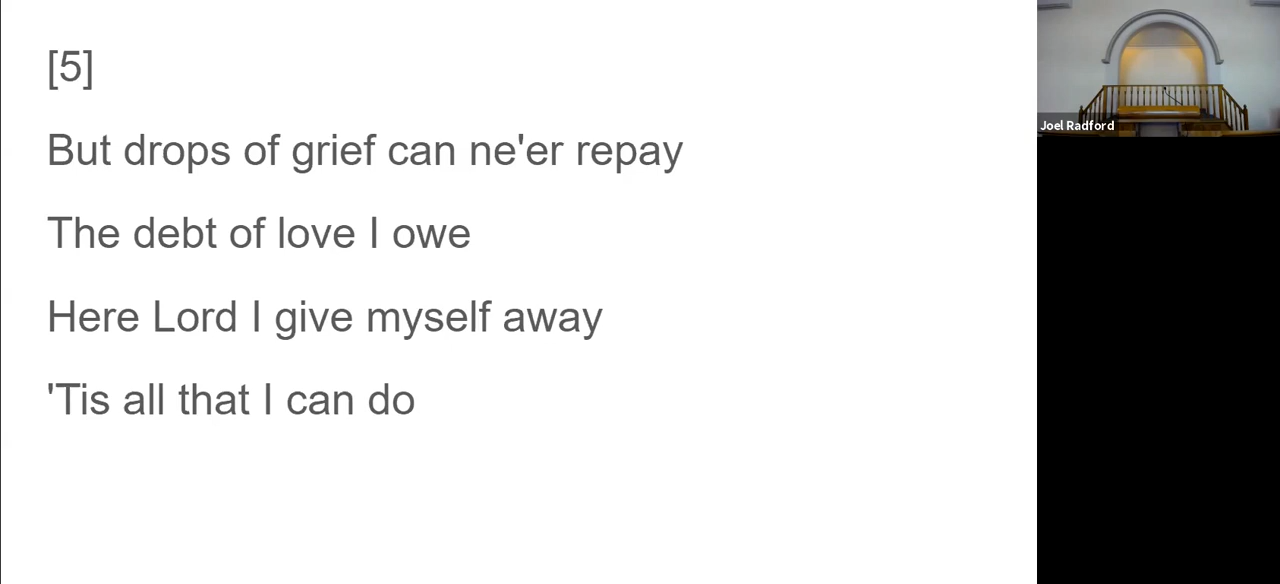 [5]
But drops of grief can ne'er repay
The debt of love I owe
Here Lord I give myself away
'Tis all that I can do
Joel Radford